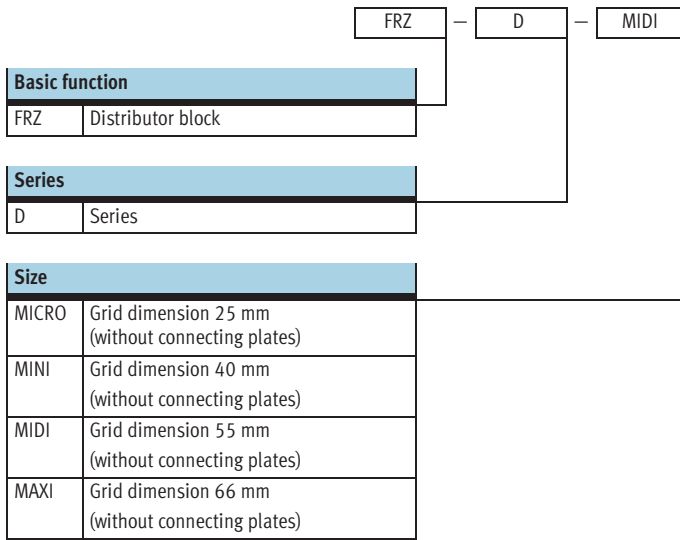 FRZ — D — MIDI
Basic function
FRZ Distributor block
Series
D Series
Size
MICRO Grid dimension 25 mm
(without connecting plates)
MINI Grid dimension 40 mm
(without connecting plates)
MIDI Grid dimension 55 mm
(without connecting plates)
MAXI Grid dimension 66 mm
(without connecting plates)